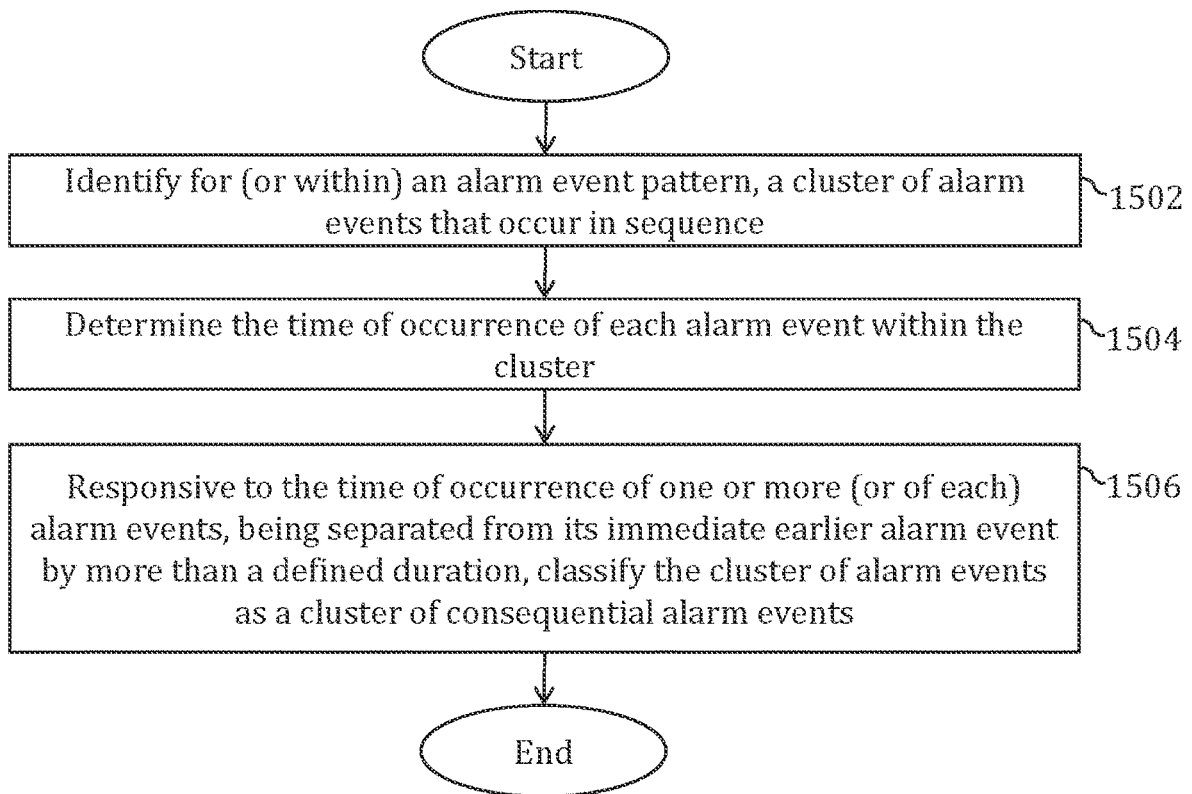 Start
Identify for (or within) an alarm event pattern, a cluster of alarm
events that occur in sequence
1502
Determine the time of occurrence of each alarm event within the
cluster
1504
Responsive to the time of occurrence of one or more (or of each)
alarm events, being separated from its immediate earlier alarm event
by more than a defined duration, classify the cluster of alarm events
as a cluster of consequential alarm events
1506
End